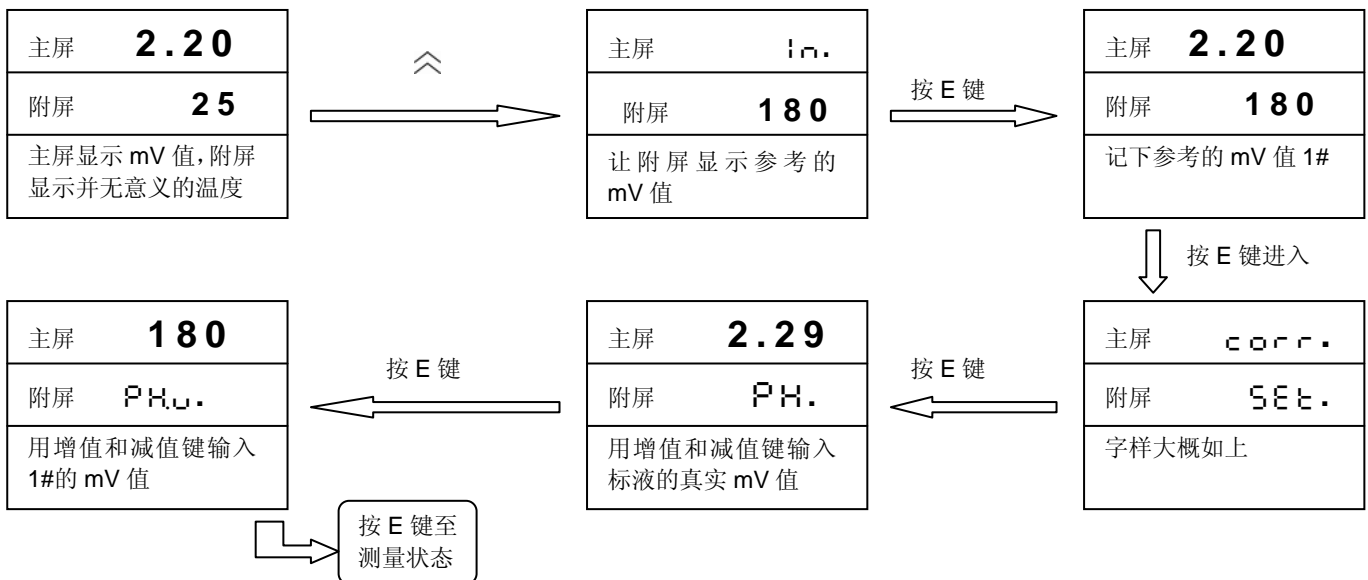 主屏 2.20
附屏 25
主屏显示 mV 值，附屏
显示并无意义的温度
主屏 In.
附屏 180
让附屏显示参考的
mV 值
按 E 键
主屏 2.20
附屏 180
记下参考的 mV 值 1#
按 E 键进入
主屏 corr.
附屏 SEt.
字样大概如上
按 E 键
主屏 2.29
附屏 PH.
用增值和减值键输入
标液的真实 mV 值
按 E 键
主屏 180
附屏 PH.u.
用增值和减值键输入
1#的 mV 值
按 E 键至
测量状态